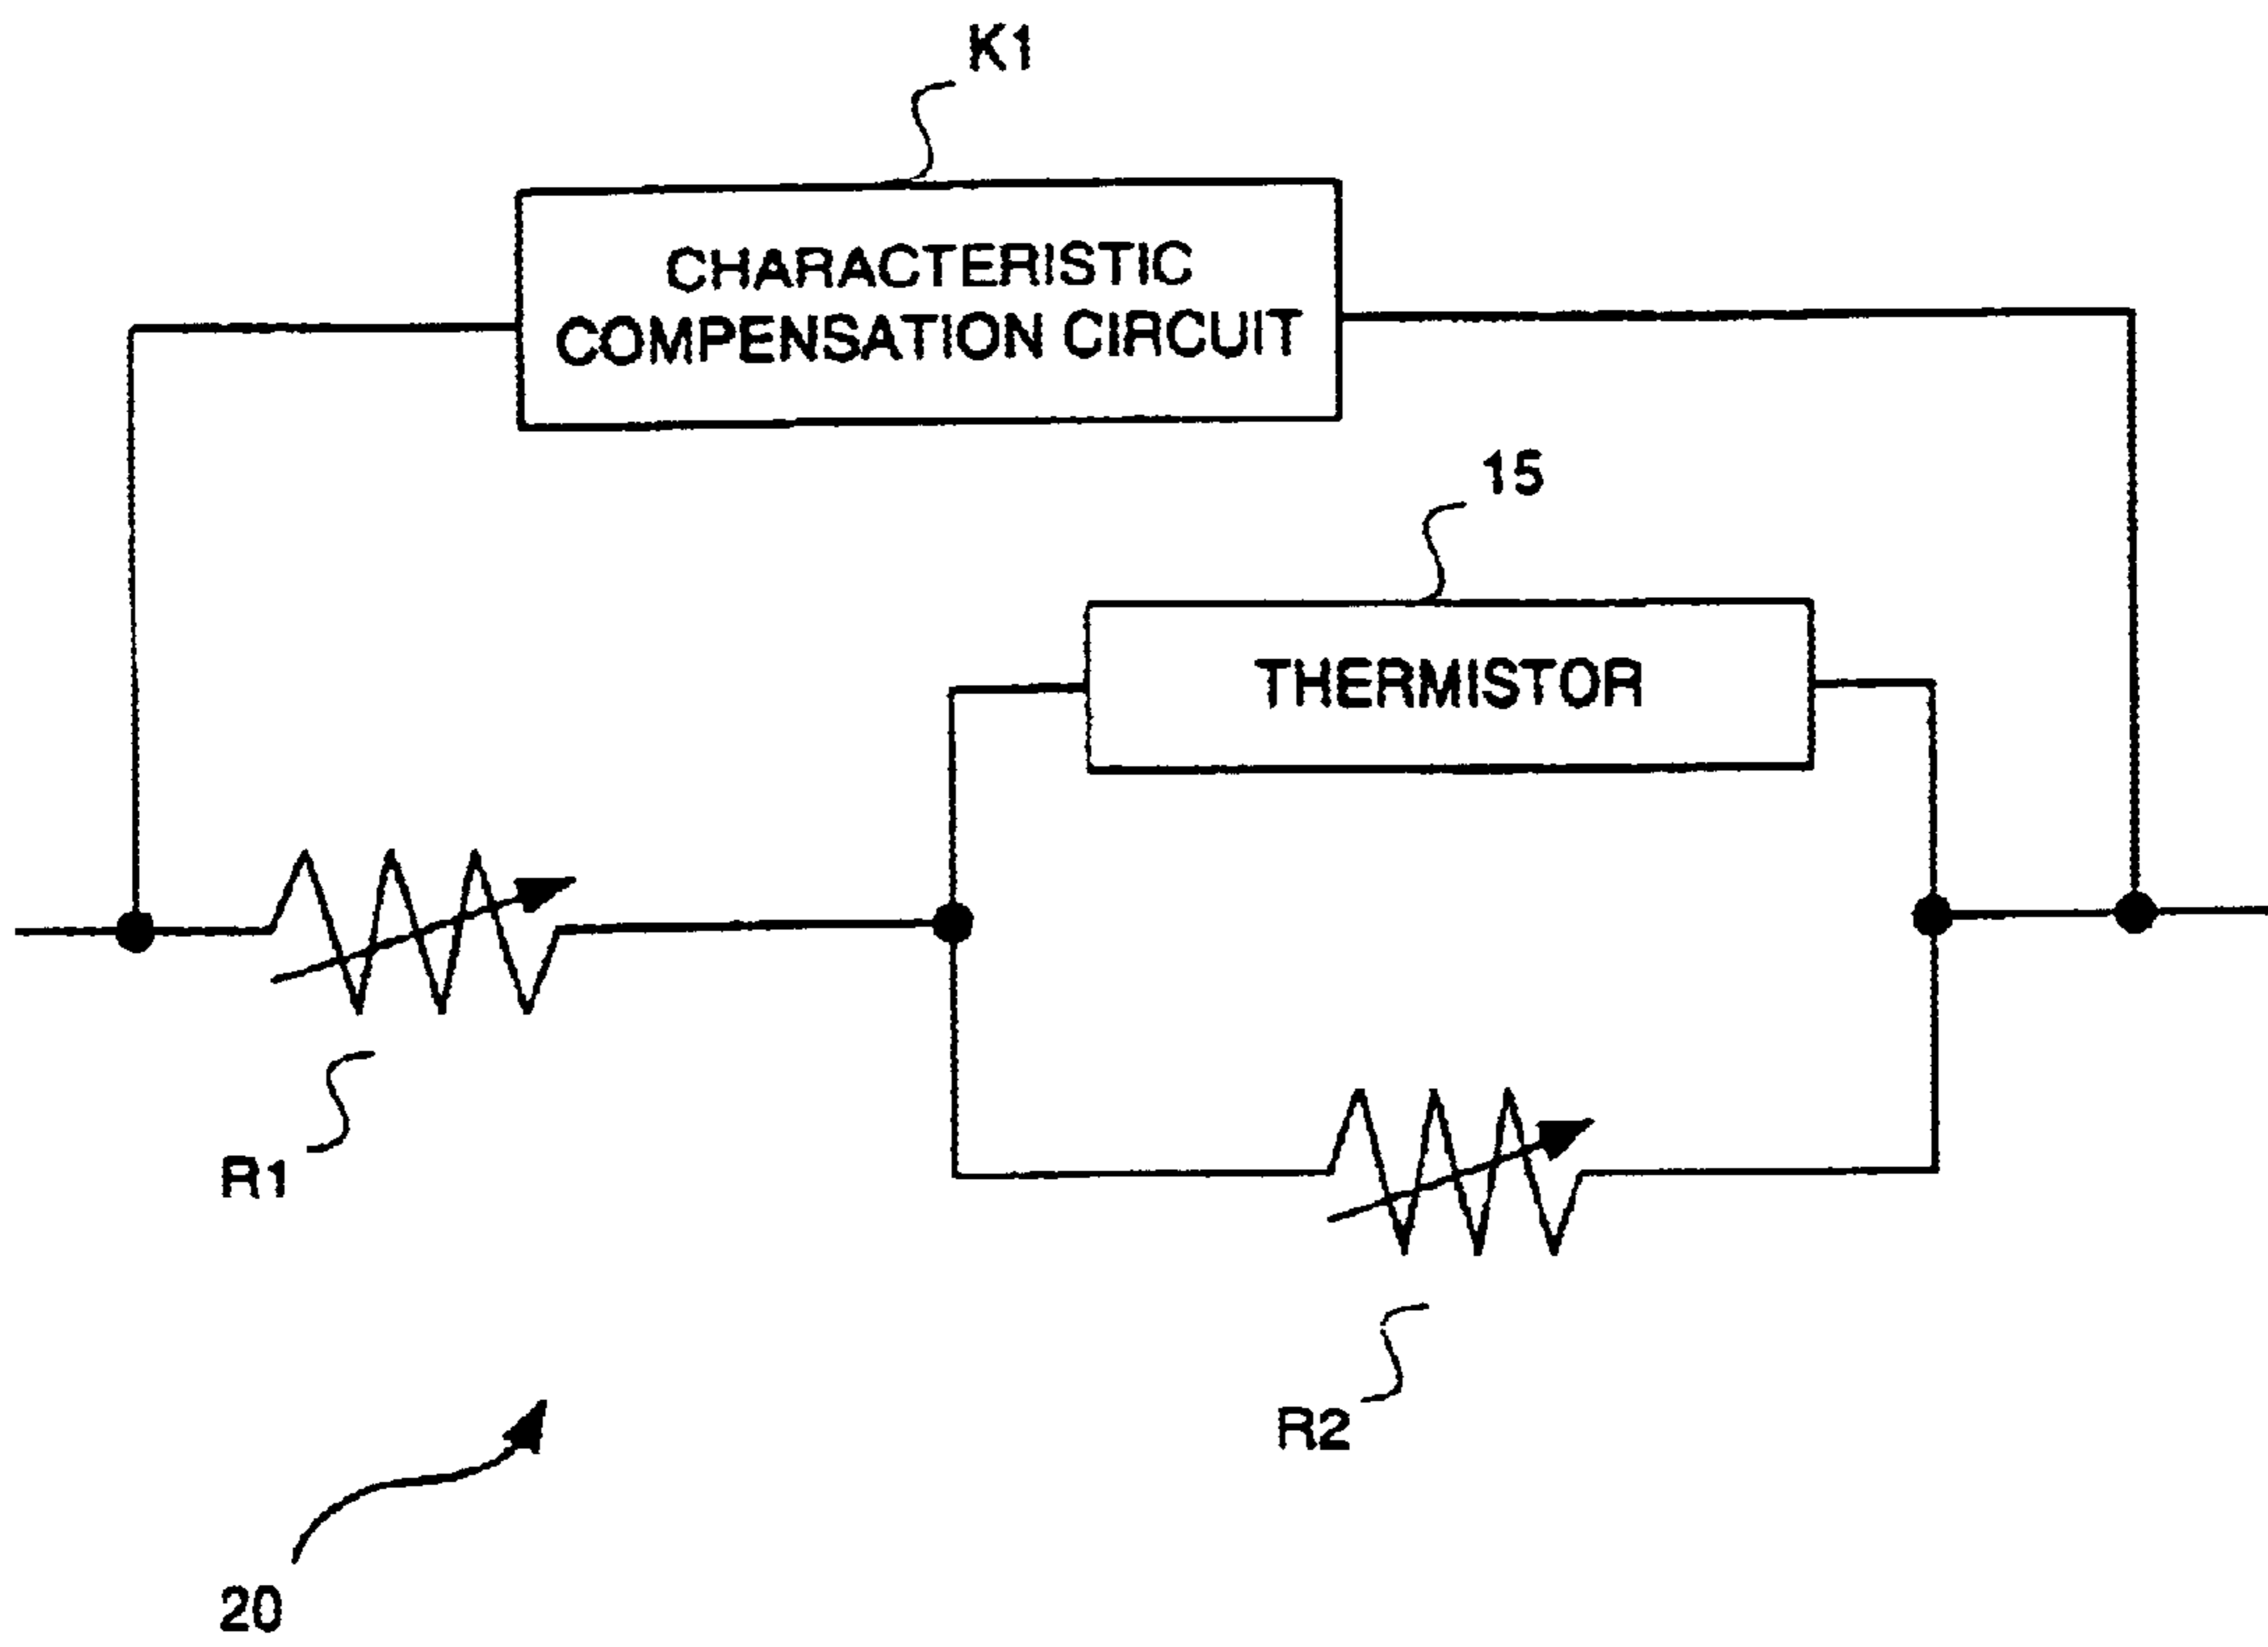 K1
CHARACTERISTIC
COMPENSATION CIRCUIT
15
THERMISTOR
R1
R2
20